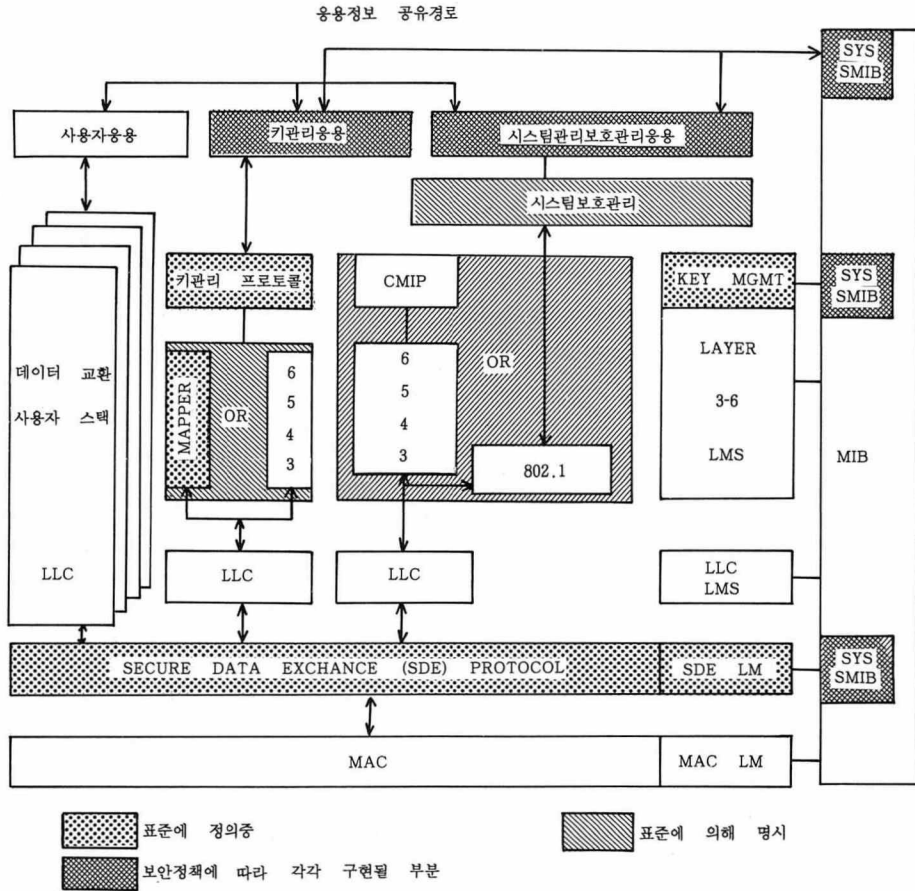 응용정보 공유경로
SYS
SMIB
사용자응용
키관리응용
시스팀관리보호관리응용
시스팀보호관리
키관리 프로토콜
CMIP
KEY MGMT
SYS
SMIB
데이터 교환
사용자 스택
LLC
MAPPER
OR
6
5
4
3
6
5
4
3
OR
802.1
LAYER
3-6
LMS
MIB
LLC
LLC
LLC
LMS
SECURE DATA EXCHANGE (SDE) PROTOCOL
SDE LM
SYS
SMIB
MAC
MAC LM
표준에 정의중
표준에 의해 명시
보안정책에 따라 각각 구현될 부분